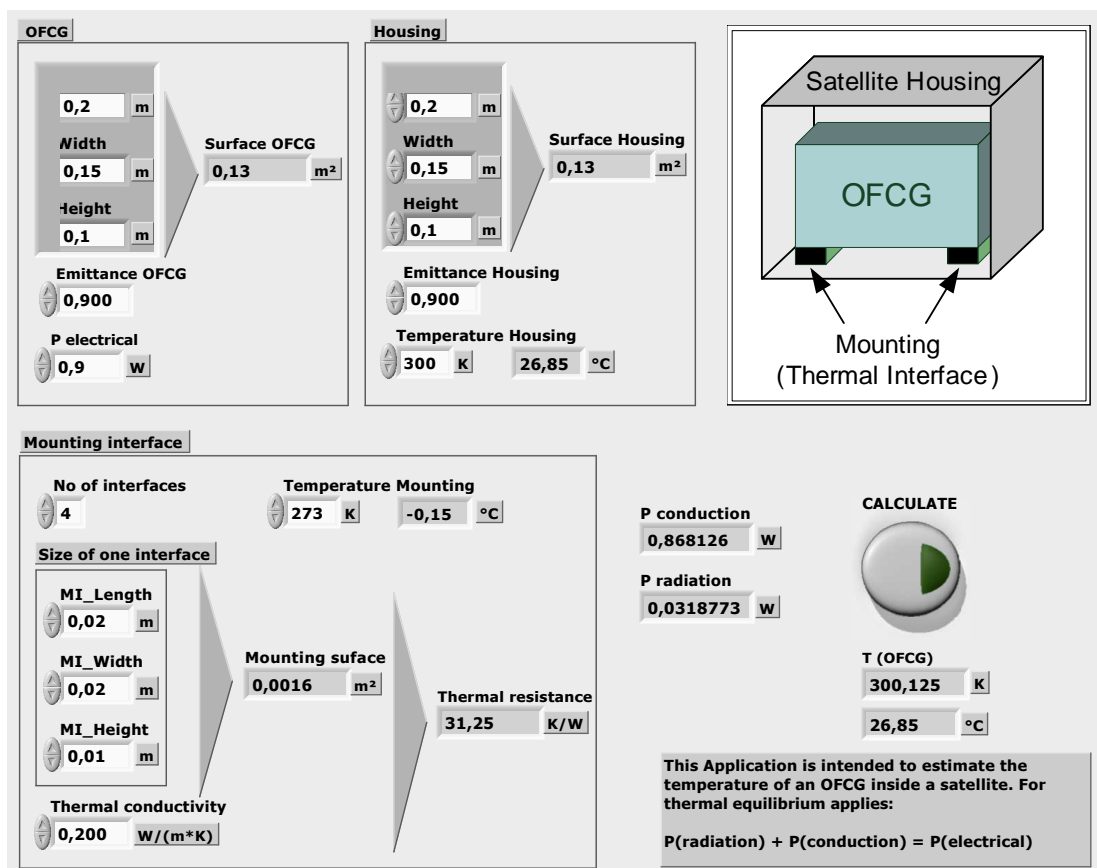 OFCG
0,2 m
Width
0,15 m
Height
0,1 m
Surface OFCG
0,13 m²
Emittance OFCG
0,900
P electrical
0,9 W
Housing
0,2 m
Width
0,15 m
Height
0,1 m
Surface Housing
0,13 m²
Emittance Housing
0,900
Temperature Housing
300 K 26,85 °C
Satellite Housing
OFCG
Mounting
(Thermal Interface)
Mounting interface
No of interfaces
4
Temperature Mounting
273 K -0,15 °C
Size of one interface
MI_Length
0,02 m
MI_Width
0,02 m
MI_Height
0,01 m
Mounting suface
0,0016 m²
Thermal resistance
31,25 K/W
Thermal conductivity
0,200 W/(m*K)
P conduction
0,868126 W
P radiation
0,0318773 W
CALCULATE
T (OFCG)
300,125 K
26,85 °C
This Application is intended to estimate the
temperature of an OFCG inside a satellite. For
thermal equilibrium applies:
P(radiation) + P(conduction) = P(electrical)